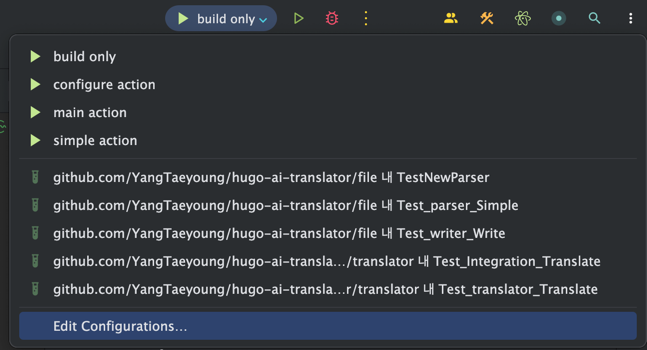 build only
build only
configure action
main action
simple action
github.com/YangTaeyoung/hugo-ai-translator/file 내 TestNewParser
github.com/YangTaeyoung/hugo-ai-translator/file 내 Test_parser_Simple
github.com/YangTaeyoung/hugo-ai-translator/file 내 Test_writer_Write
github.com/YangTaeyoung/hugo-ai-transla.../translator 내 Test_Integration_Translate
github.com/YangTaeyoung/hugo-ai-translato...r/translator 내 Test_translator_Translate
Edit Configurations...